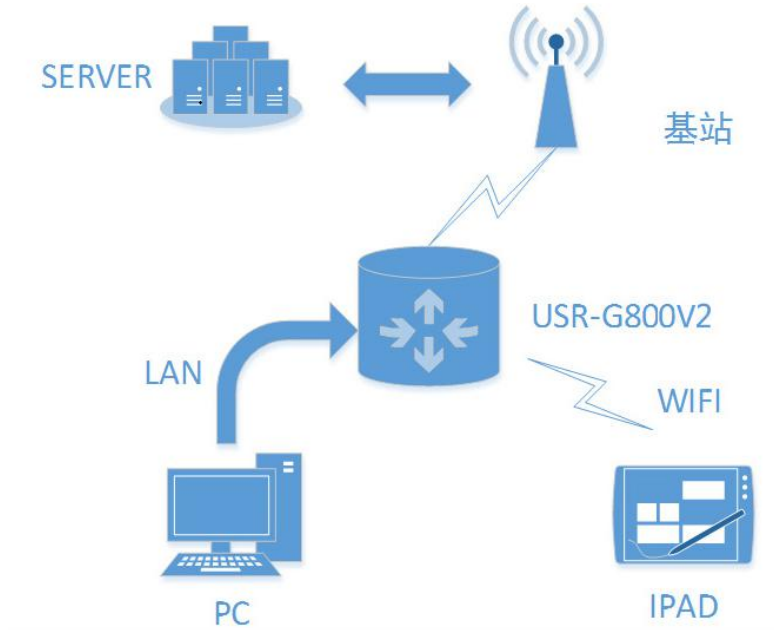 SERVER
基站
USR-G800V2
LAN
WIFI
PC
IPAD